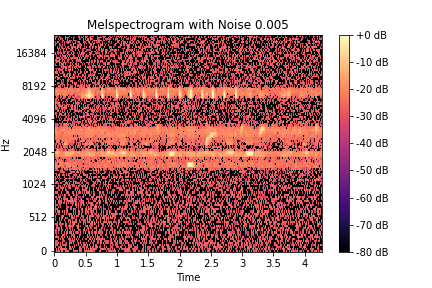 Melspectrogram with Noise 0.005
Hz
16384
8192
4096
2048
1024
512
0
0 0.5 1 1.5 2 2.5 3 3.5 4
Time
+0 dB
-10 dB
-20 dB
-30 dB
-40 dB
-50 dB
-60 dB
-70 dB
-80 dB